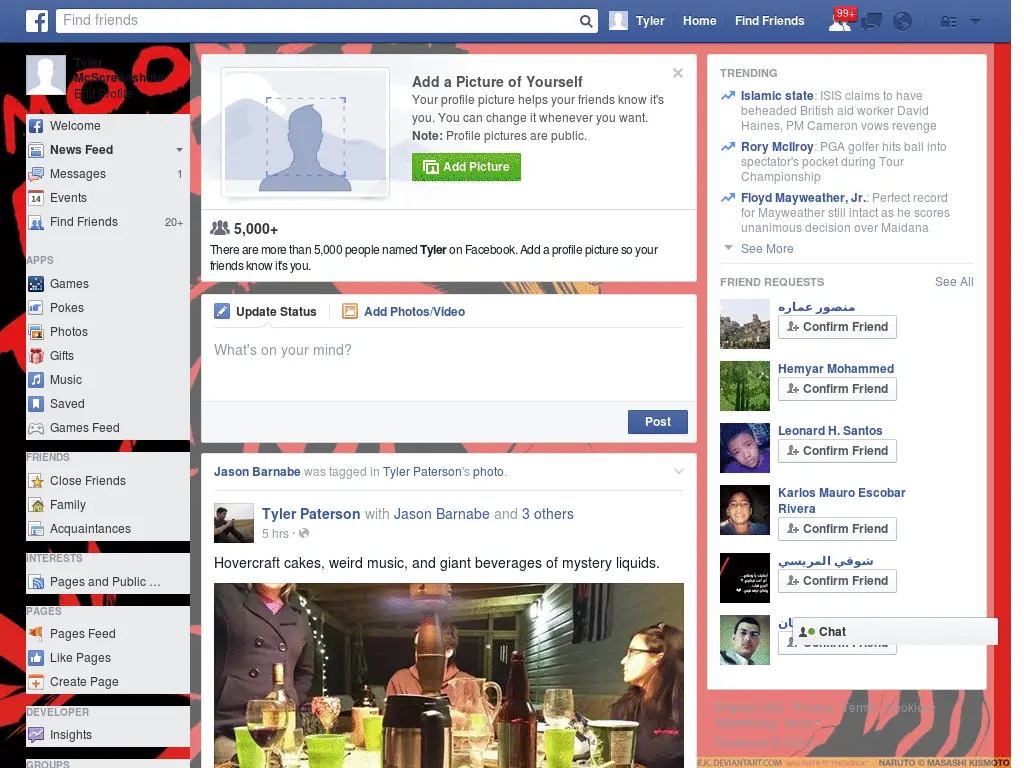 Find friends
Tyler
Home
Find Friends
99+
Tyler
McScreenshots
Edit Profile
Welcome
News Feed
Messages 1
14 Events
Find Friends 20+
APPS
Games
Pokes
Photos
Gifts
Music
Saved
Games Feed
FRIENDS
Close Friends
Family
Acquaintances
INTERESTS
Pages and Public ...
PAGES
Pages Feed
Like Pages
Create Page
DEVELOPER
Insights
GROUPS
Add a Picture of Yourself
Your profile picture helps your friends know it's
you. You can change it whenever you want.
Note: Profile pictures are public.
Add Picture
5,000+
There are more than 5,000 people named Tyler on Facebook. Add a profile picture so your
friends know it's you.
Update Status
Add Photos/Video
What's on your mind?
Post
Jason Barnabe was tagged in Tyler Paterson's photo.
Tyler Paterson with Jason Barnabe and 3 others
5 hrs ·
Hovercraft cakes, weird music, and giant beverages of mystery liquids.
TRENDING
Islamic state: ISIS claims to have
beheaded British aid worker David
Haines, PM Cameron vows revenge
Rory McIlroy: PGA golfer hits ball into
spectator's pocket during Tour
Championship
Floyd Mayweather, Jr.: Perfect record
for Mayweather still intact as he scores
unanimous decision over Maidana
See More
FRIEND REQUESTS See All
منصور عماره
Confirm Friend
Hemyar Mohammed
Confirm Friend
Leonard H. Santos
Confirm Friend
Karlos Mauro Escobar
Rivera
Confirm Friend
شوقي المريسي
Confirm Friend
Chat
Confirm Friend
NARUTO © MASASHI KISMOTO